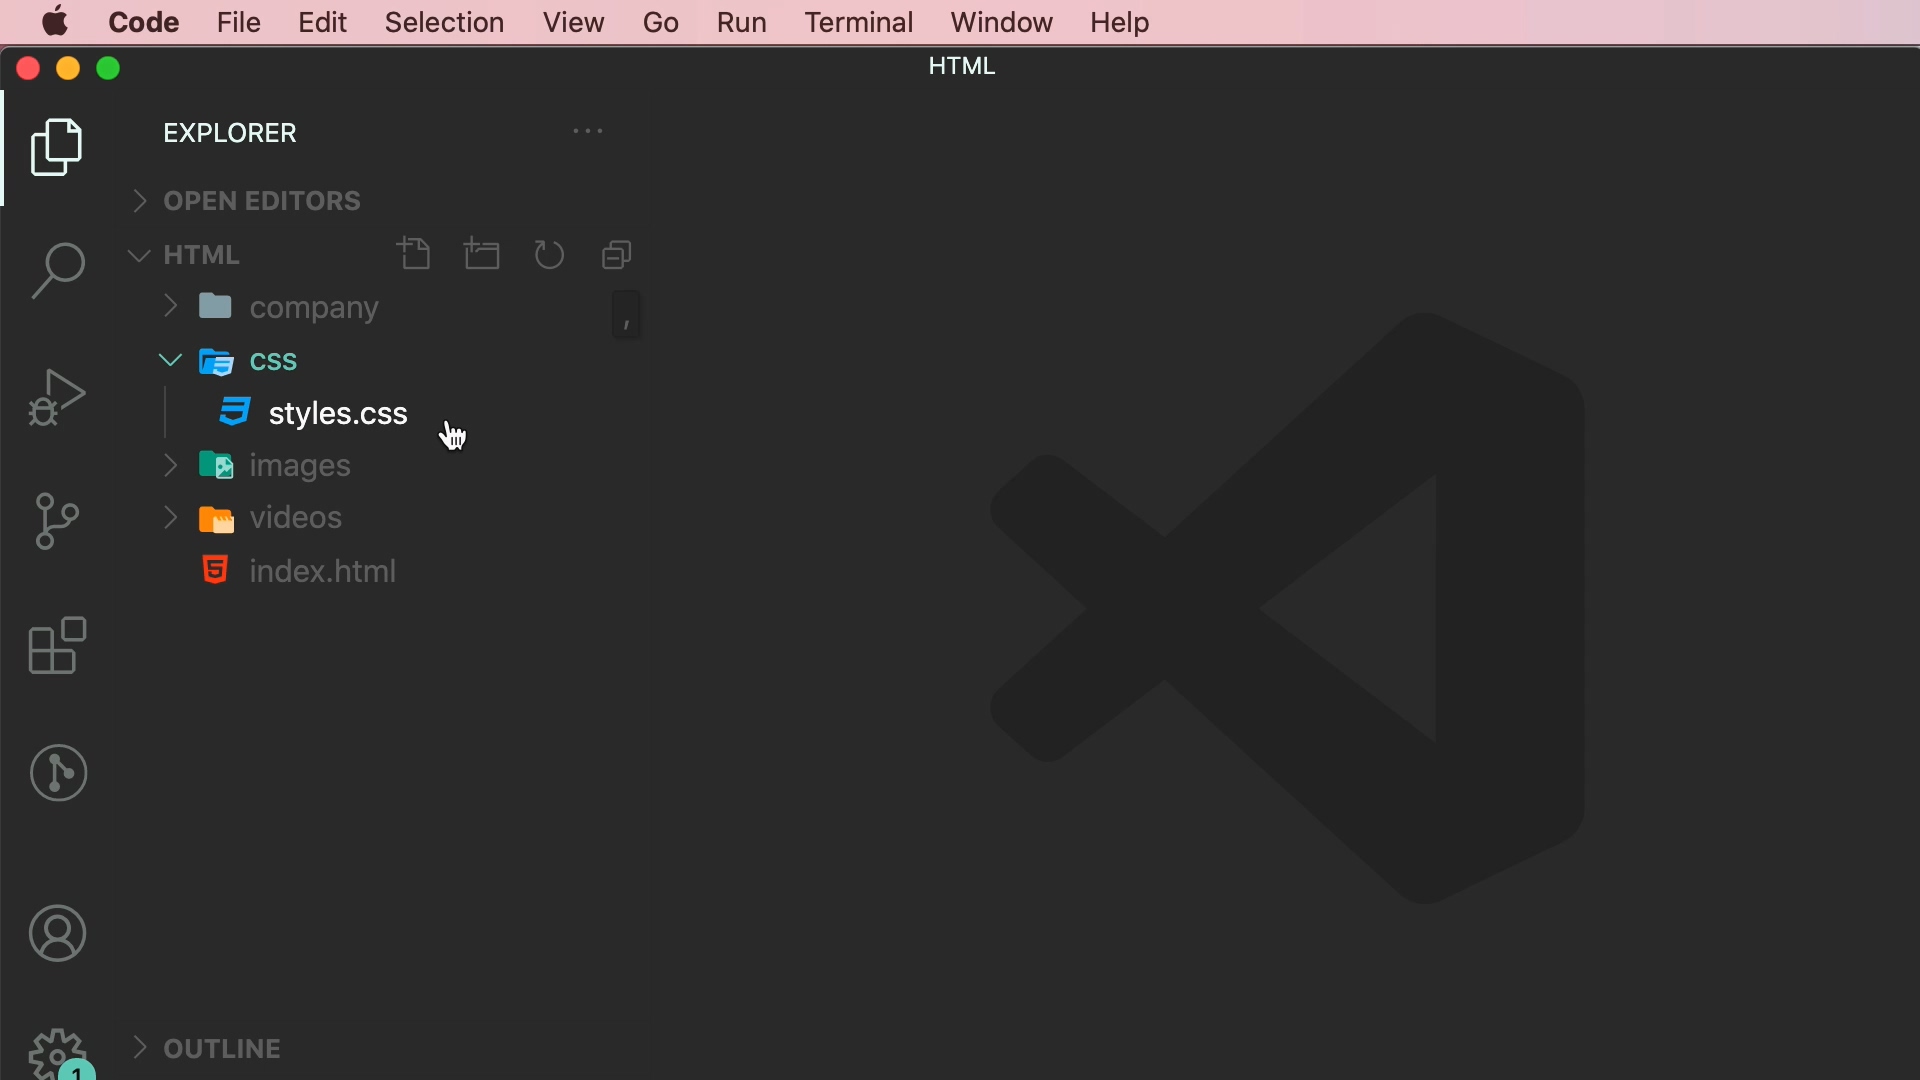 Code File Edit Selection View Go Run Terminal Window Help
HTML
EXPLORER ...
OPEN EDITORS
HTML
company
,
css
styles.css
images
videos
index.html
OUTLINE
1